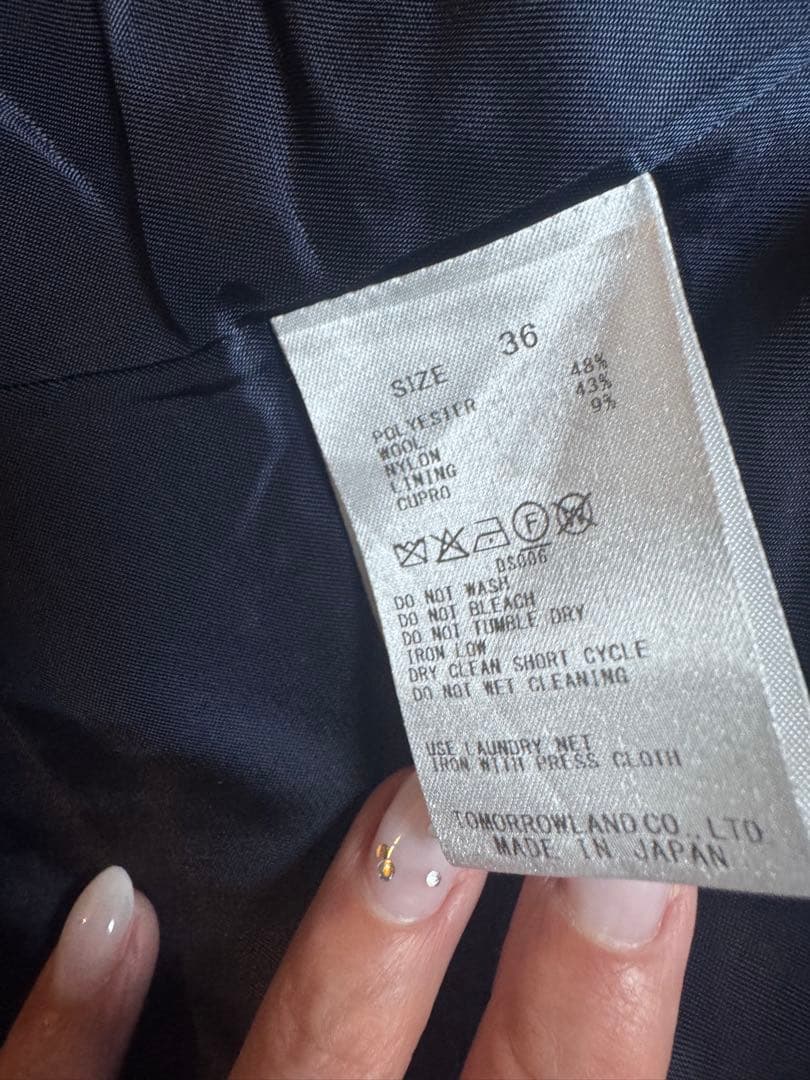 SIZE 36
POLYESTER 48%
WOOL 43%
NYLON 9%
LINING
CUPRO
F W
DS006
DO NOT WASH
DO NOT BLEACH
DO NOT TUMBLE DRY
IRON LOW
DRY CLEAN SHORT CYCLE
DO NOT WET CLEANING
USE LAUNDRY NET
IRON WITH PRESS CLOTH
TOMORROWLAND CO.,LTD
MADE IN JAPAN